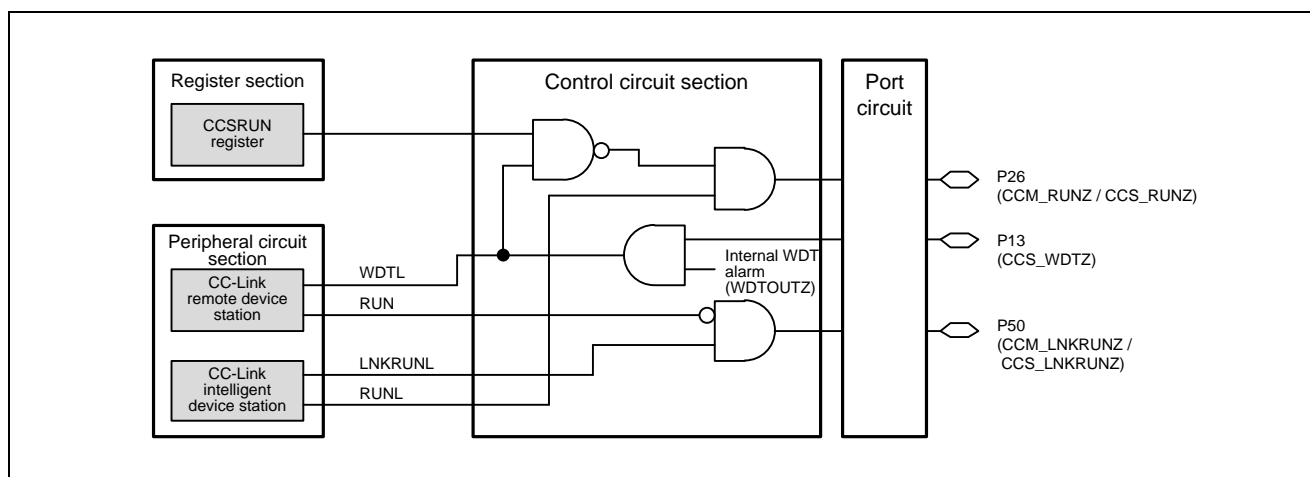 Register section
CCSRUN
register
Control circuit section
Port
circuit
P26
(CCM_RUNZ / CCS_RUNZ)
P13
(CCS_WDTZ)
Internal WDT
alarm
(WDTOUTZ)
Peripheral circuit
section
CC-Link
remote device
station
WDTL
RUN
P50
(CCM_LNKRUNZ /
CCS_LNKRUNZ)
CC-Link
intelligent
device station
LNKRUNL
RUNL